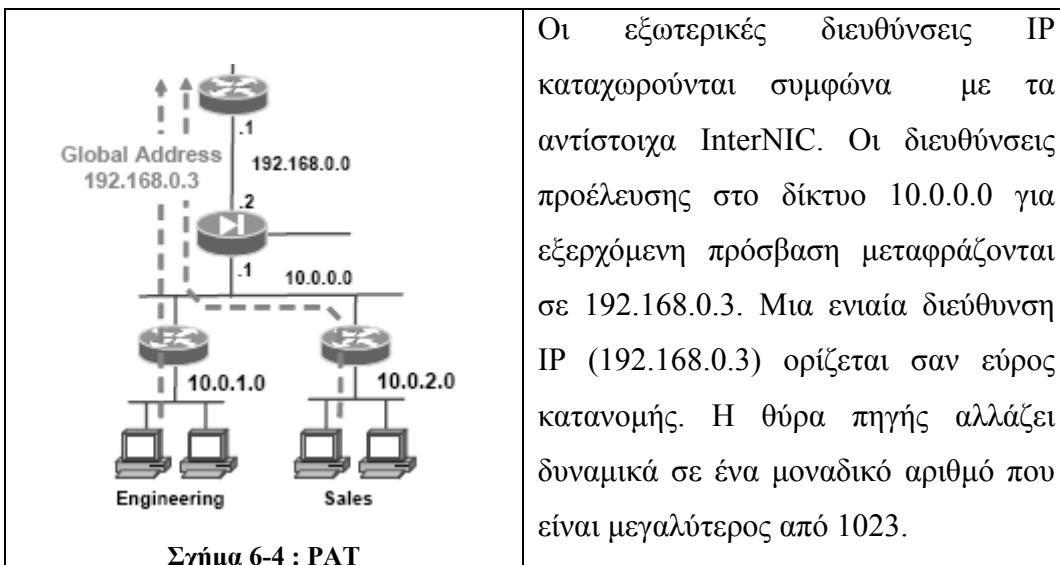 .1
Global Address
192.168.0.3
192.168.0.0
.2
.1
10.0.0.0
10.0.1.0
10.0.2.0
Engineering
Sales
Σχήμα 6-4 : PAT
Οι εξωτερικές διευθύνσεις IP
καταχωρούνται συμφώνα με τα
αντίστοιχα InterNIC. Οι διευθύνσεις
προέλευσης στο δίκτυο 10.0.0.0 για
εξερχόμενη πρόσβαση μεταφράζονται
σε 192.168.0.3. Μια ενιαία διεύθυνση
IP (192.168.0.3) ορίζεται σαν εύρος
κατανομής. Η θύρα πηγής αλλάζει
δυναμικά σε ένα μοναδικό αριθμό που
είναι μεγαλύτερος από 1023.